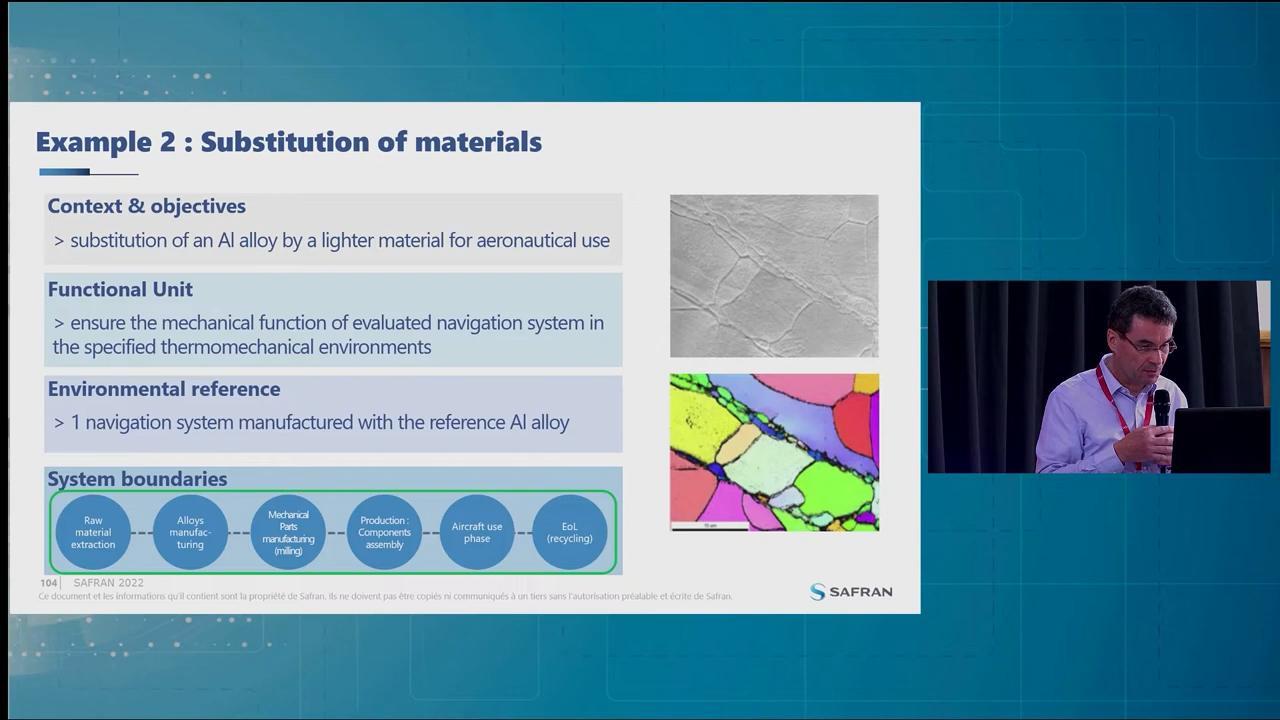 Example 2 : Substitution of materials
Context & objectives
> substitution of an Al alloy by a lighter material for aeronautical use
Functional Unit
> ensure the mechanical function of evaluated navigation system in
the specified thermomechanical environments
Environmental reference
> 1 navigation system manufactured with the reference Al alloy
System boundaries
Raw
material
extraction
Alloys
manufac-
turing
Mechanical
Parts
manufacturing
(milling)
Production :
Components
assembly
Aircraft use
phase
EoL
(recycling)
104| SAFRAN 2022
Ce document et les informations qu'il contient sont la propriété de Safran. Ils ne doivent pas être copiés ni communiqués à un tiers sans l'autorisation préalable et écrite de Safran.
SAFRAN